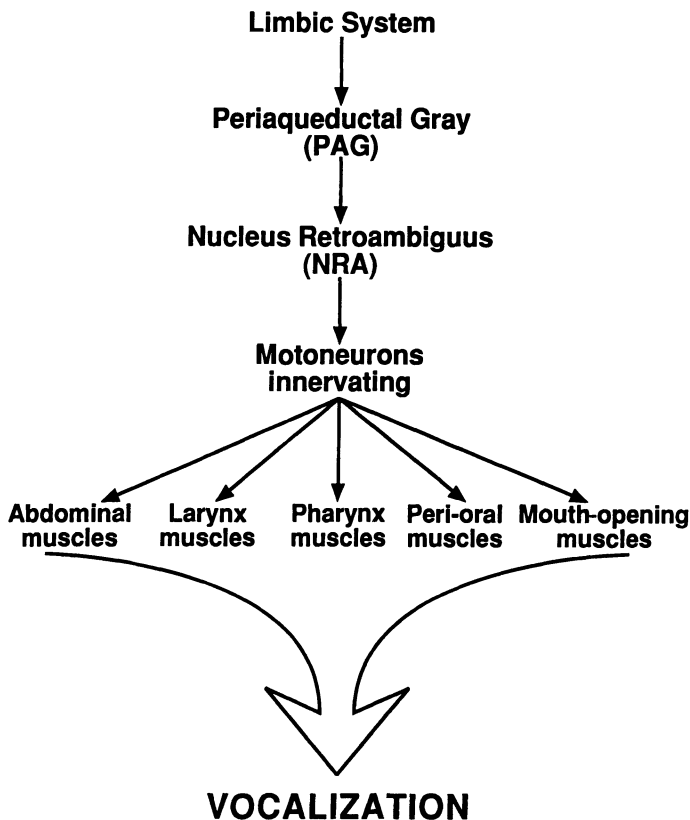 Limbic System
Periaqueductal Gray
(PAG)
Nucleus Retroambiguus
(NRA)
Motoneurons
innervating
Abdominal
muscles
Larynx
muscles
Pharynx
muscles
Peri-oral
muscles
Mouth-opening
muscles
VOCALIZATION